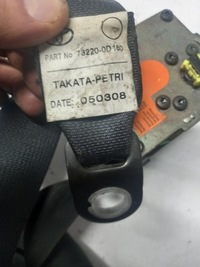 PART No 73220-0D160
TAKATA-PETRI
DATE: 050308